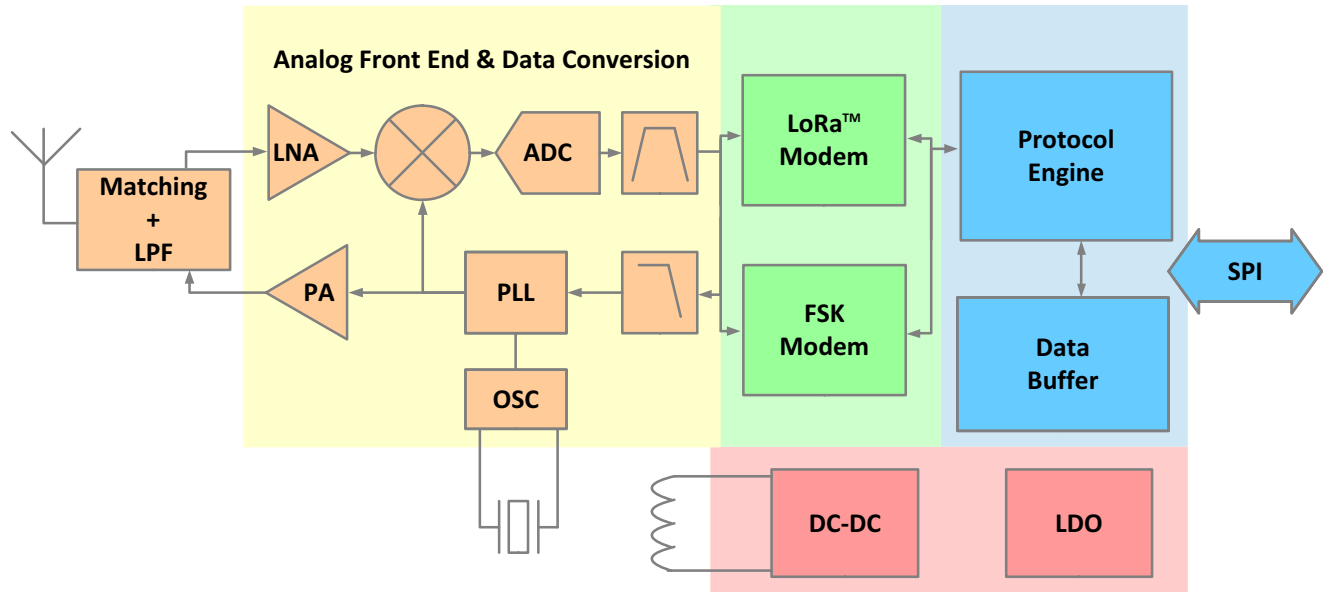 Analog Front End & Data Conversion
LNA
ADC
LoRa™
Modem
Protocol
Engine
Matching
+
LPF
PA
PLL
FSK
Modem
Data
Buffer
SPI
OSC
DC-DC
LDO